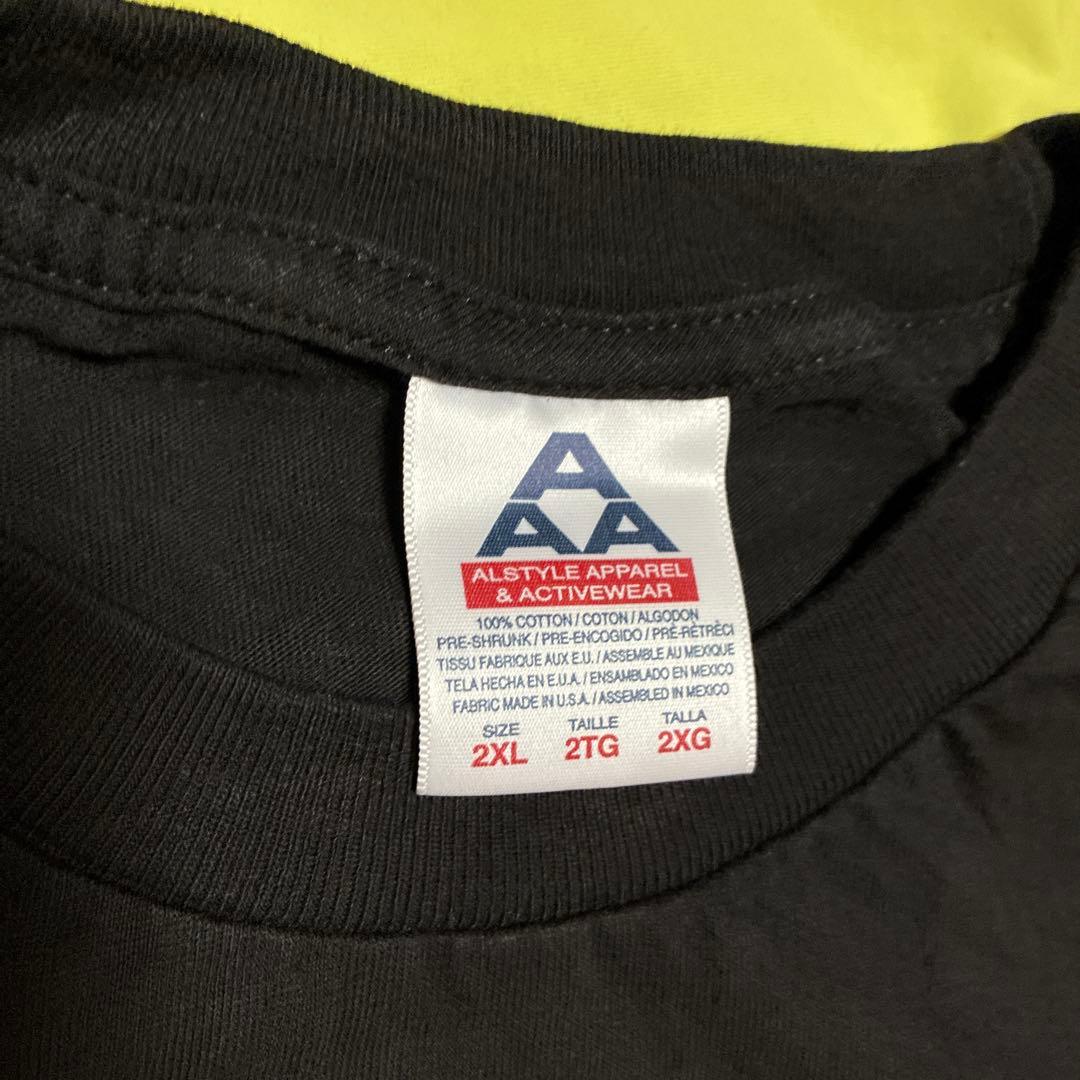 A
AA
ALSTYLE APPAREL
& ACTIVEWEAR
100% COTTON / COTON / ALGODON
PRE-SHRUNK / PRE-ENCOGIDO / PRÉ-RÉTRÉCI
TISSU FABRIQUE AUX E.U. / ASSEMBLE AU MEXIQUE
TELA HECHA EN E.U.A. / ENSAMBLADO EN MEXICO
FABRIC MADE IN U.S.A. / ASSEMBLED IN MEXICO
SIZE TAILLE TALLA
2XL 2TG 2XG